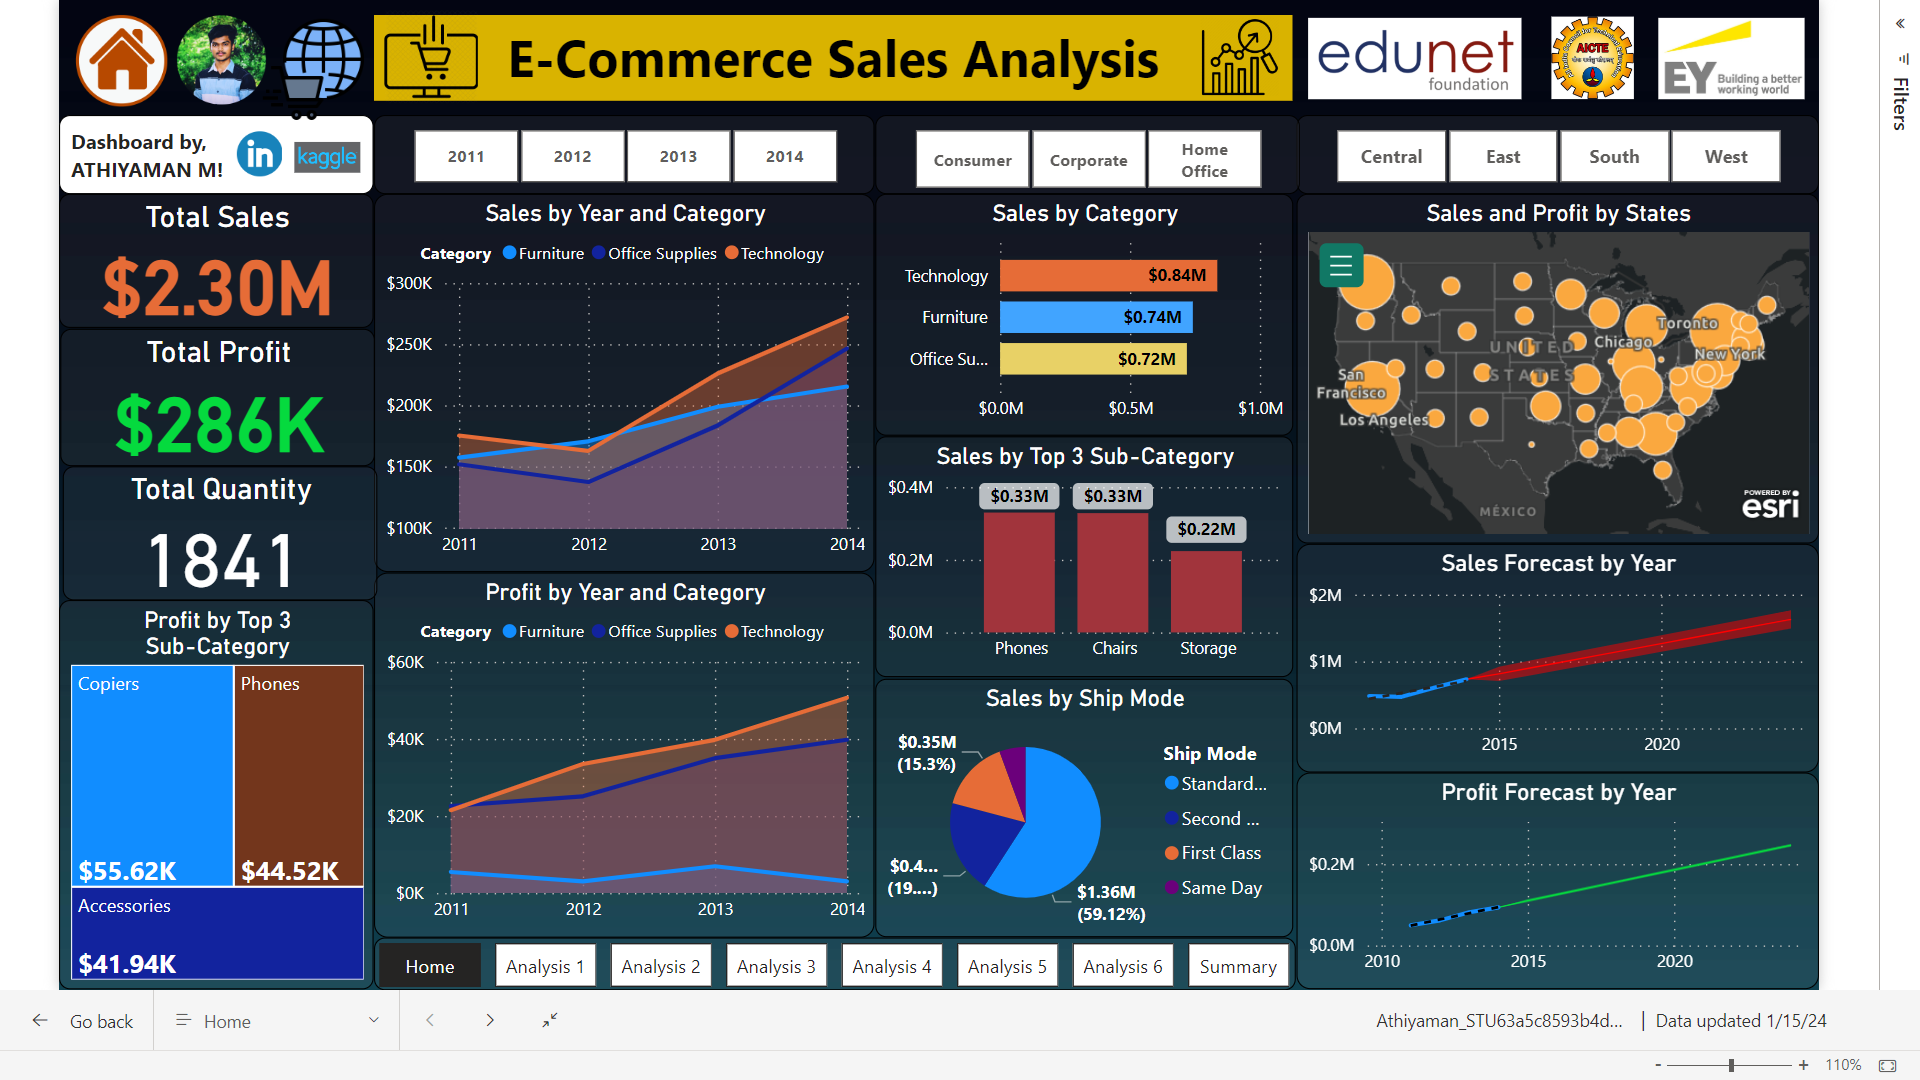 E-Commerce Sales Analysis
edunet
foundation
AICTE
EY
Building a better
working world
Dashboard by,
ATHIYAMAN M!
in
kaggle
2011
2012
2013
2014
Consumer
Corporate
Home
Office
Central
East
South
West
Total Sales
$2.30M
Total Profit
$286K
Total Quantity
1841
Profit by Top 3
Sub-Category
Copiers
$55.62K
Phones
$44.52K
Accessories
$41.94K
Sales by Year and Category
Category Furniture Office Supplies Technology
$300K
$250K
$200K
$150K
$100K
2011 2012 2013 2014
Profit by Year and Category
Category Furniture Office Supplies Technology
$60K
$40K
$20K
$0K
2011 2012 2013 2014
Sales by Category
Technology $0.84M
Furniture $0.74M
Office Su... $0.72M
$0.0M $0.5M $1.0M
Sales by Top 3 Sub-Category
$0.4M
$0.2M
$0.0M
$0.33M $0.33M $0.22M
Phones Chairs Storage
Sales by Ship Mode
$0.35M
(15.3%)
$0.4...
(19....)
$1.36M
(59.12%)
Ship Mode
Standard...
Second ...
First Class
Same Day
Sales and Profit by States
Toronto
Chicago
New York
UNITED
STATES
San
Francisco
Los Angeles
MÉXICO
POWERED BY
esri
Sales Forecast by Year
$2M
$1M
$0M
2015 2020
Profit Forecast by Year
$0.2M
$0.0M
2010 2015 2020
Home
Analysis 1
Analysis 2
Analysis 3
Analysis 4
Analysis 5
Analysis 6
Summary
Filters
Go back
Home
Athiyaman_STU63a5c8593b4d... | Data updated 1/15/24
- + 110%